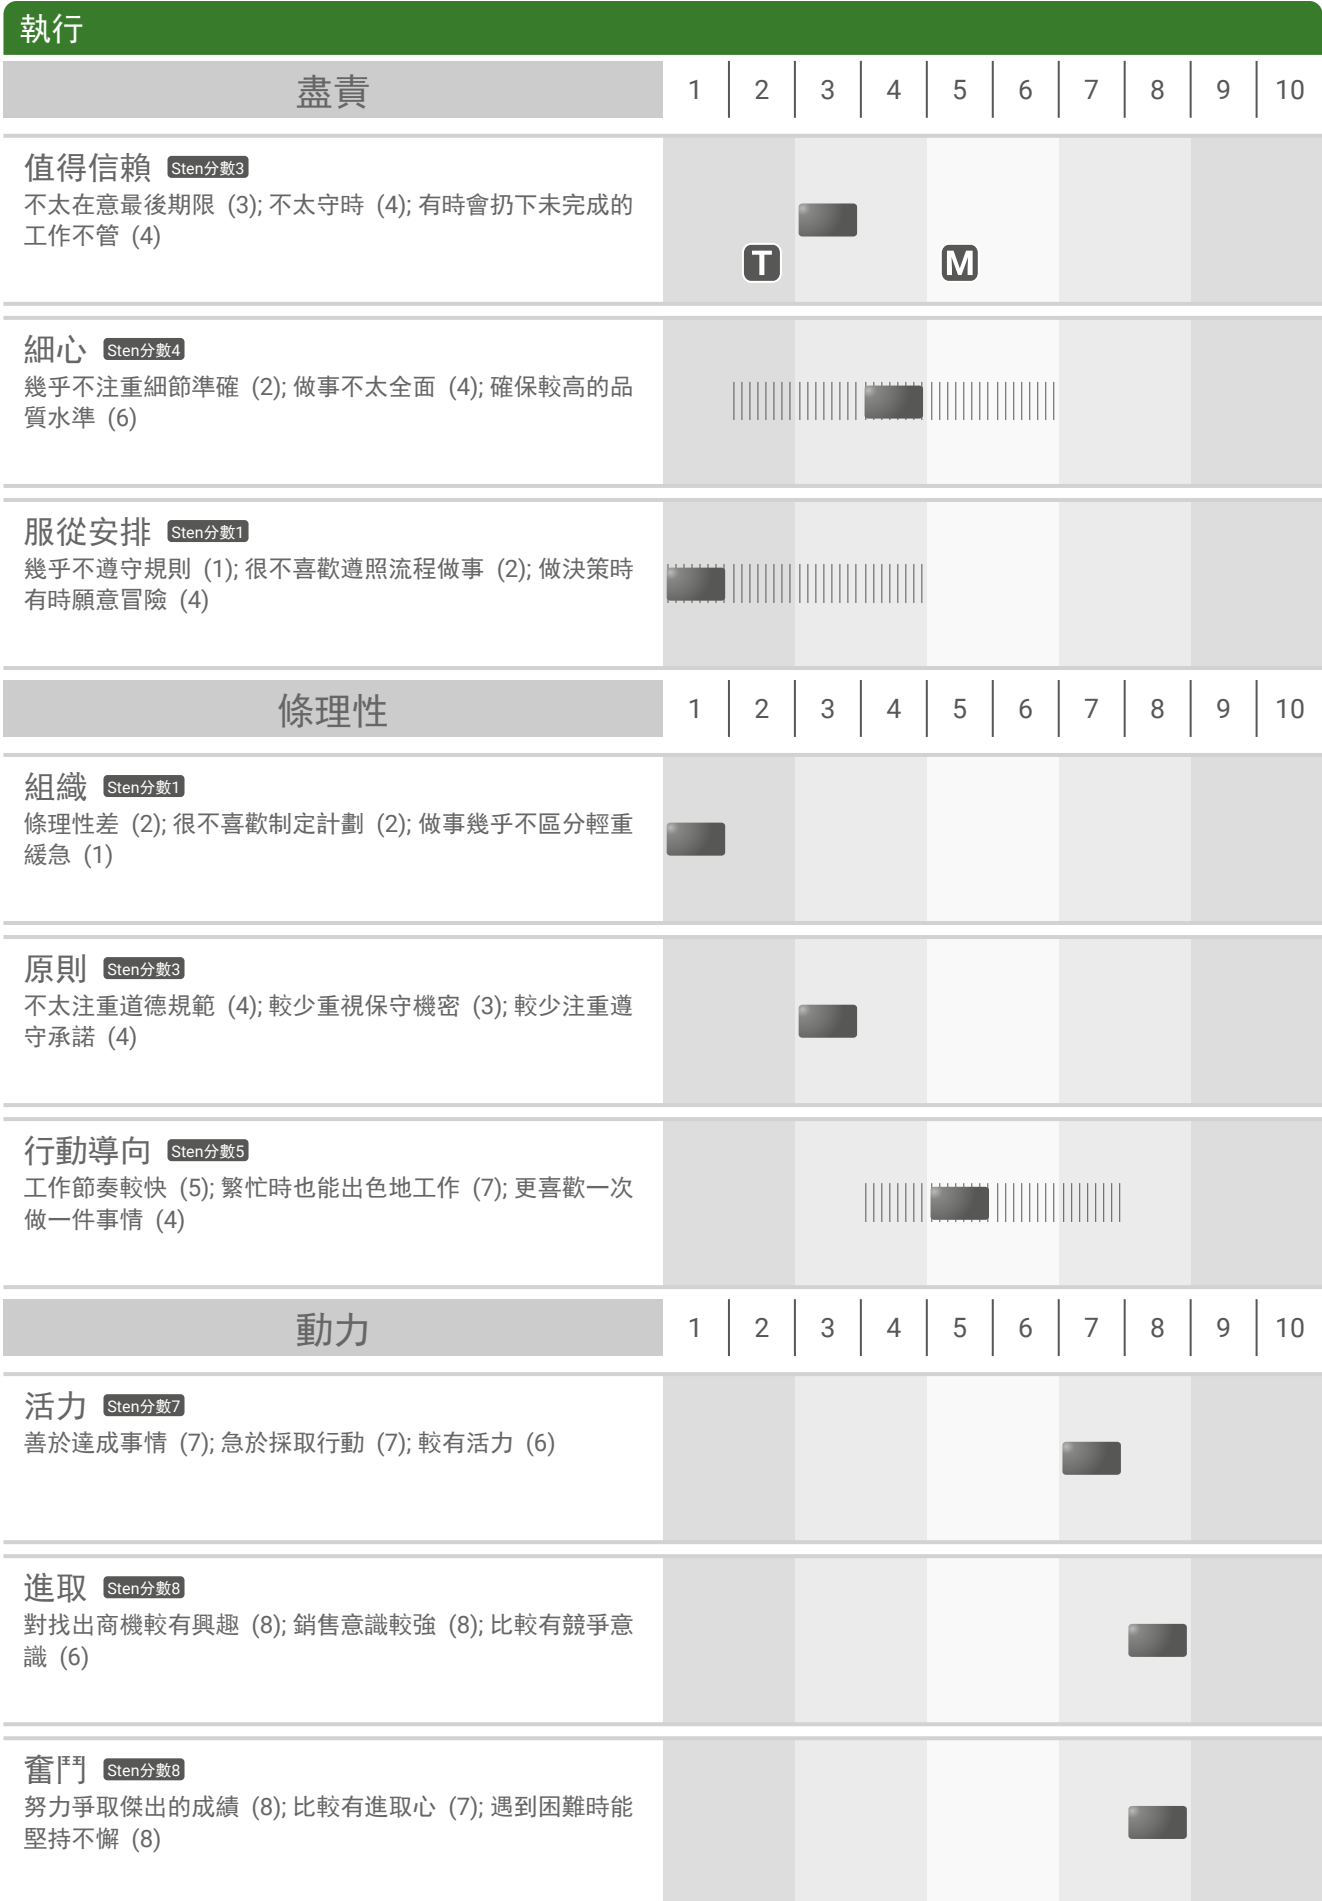 執行
盡責 1 2 3 4 5 6 7 8 9 10
值得信賴 Sten分數3
不太在意最後期限 (3); 不太守時 (4); 有時會扔下未完成的
工作不管 (4)
T M
細心 Sten分數4
幾乎不注重細節準確 (2); 做事不太全面 (4); 確保較高的品
質水準 (6)
服從安排 Sten分數1
幾乎不遵守規則 (1); 很不喜歡遵照流程做事 (2); 做決策時
有時願意冒險 (4)
條理性 1 2 3 4 5 6 7 8 9 10
組織 Sten分數1
條理性差 (2); 很不喜歡制定計劃 (2); 做事幾乎不區分輕重
緩急 (1)
原則 Sten分數3
不太注重道德規範 (4); 較少重視保守機密 (3); 較少注重遵
守承諾 (4)
行動導向 Sten分數5
工作節奏較快 (5); 繁忙時也能出色地工作 (7); 更喜歡一次
做一件事情 (4)
動力 1 2 3 4 5 6 7 8 9 10
活力 Sten分數7
善於達成事情 (7); 急於採取行動 (7); 較有活力 (6)
進取 Sten分數8
對找出商機較有興趣 (8); 銷售意識較強 (8); 比較有競爭意
識 (6)
奮鬥 Sten分數8
努力爭取傑出的成績 (8); 比較有進取心 (7); 遇到困難時能
堅持不懈 (8)